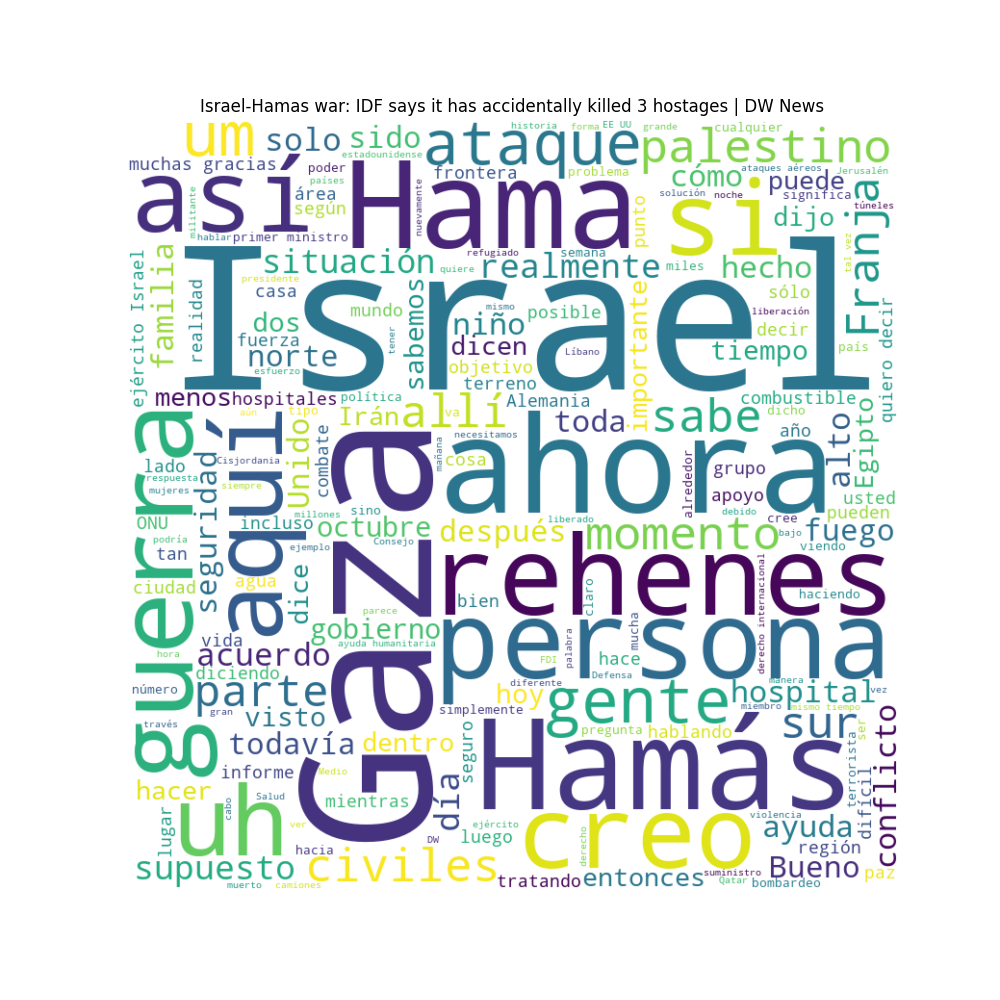 Israel-Hamas war: IDF says it has accidentally killed 3 hostages | DW News
um
solo
sido
ataque
historia
forma
EE UU
grande
cualquier
palestino
muchas gracias
estadounidense
poder
frontera
problema
cómo
ataques aéreos
Jerusalén
así
Hama
países
área
según
militante
nuevamente
punto
si
solución
noche
puede
significa
túneles
dijo
Franja
hablar
primer ministro
refugiado
semana
tal vez
ejército Israel
familia
realidad
Israel
situación
quiere
realmente
miles
hecho
presidente
casa
sabemos
mismo
sólo
liberación
mundo
niño
posible
importante
dos
fuerza
tener
decir
país
quiero decir
norte
dicen
Líbano
tiempo
esfuerzo
objetivo
terreno
menos
hospitales
política
Irán
allí
va
Alemania
combustible
dicho
aún
tipo
toda
sabe
alto
Egipto
guerra
aquí
Unido
combate
Gaza
mañana
necesitamos
ahora
año
lado
respuesta
mujeres
seguridad
Cisjordania
siempre
cosa
alrededor
grupo
apoyo
usted
pueden
millones
sino
ONU
incluso
octubre
después
liberado
momento
debido
cree
bajo
fuego
podría
tan
ejemplo
Consejo
viendo
rehenes
ciudad
agua
dice
parece
bien
claro
derecho internacional
haciendo
vida
hora
gobierno
ayuda humanitaria
persona
palabra
mucha
acuerdo
diciendo
FDI
hace
Defensa
número
parte
diferente
hoy
gente
manera
hospital
vez
gran
visto
simplemente
miembro
mismo tiempo
través
todavía
dentro
seguro
pregunta
hablando
sur
ser
conflicto
informe
Medio
Hamás
terrorista
difícil
hacer
Salud
mientras
día
lugar
uh
cabo
ver
DW
ejército
luego
creo
derecho
violencia
ayuda
región
supuesto
hacia
civiles
tratando
entonces
suministro
Bueno
paz
muerto
camiones
Qatar
bombardeo